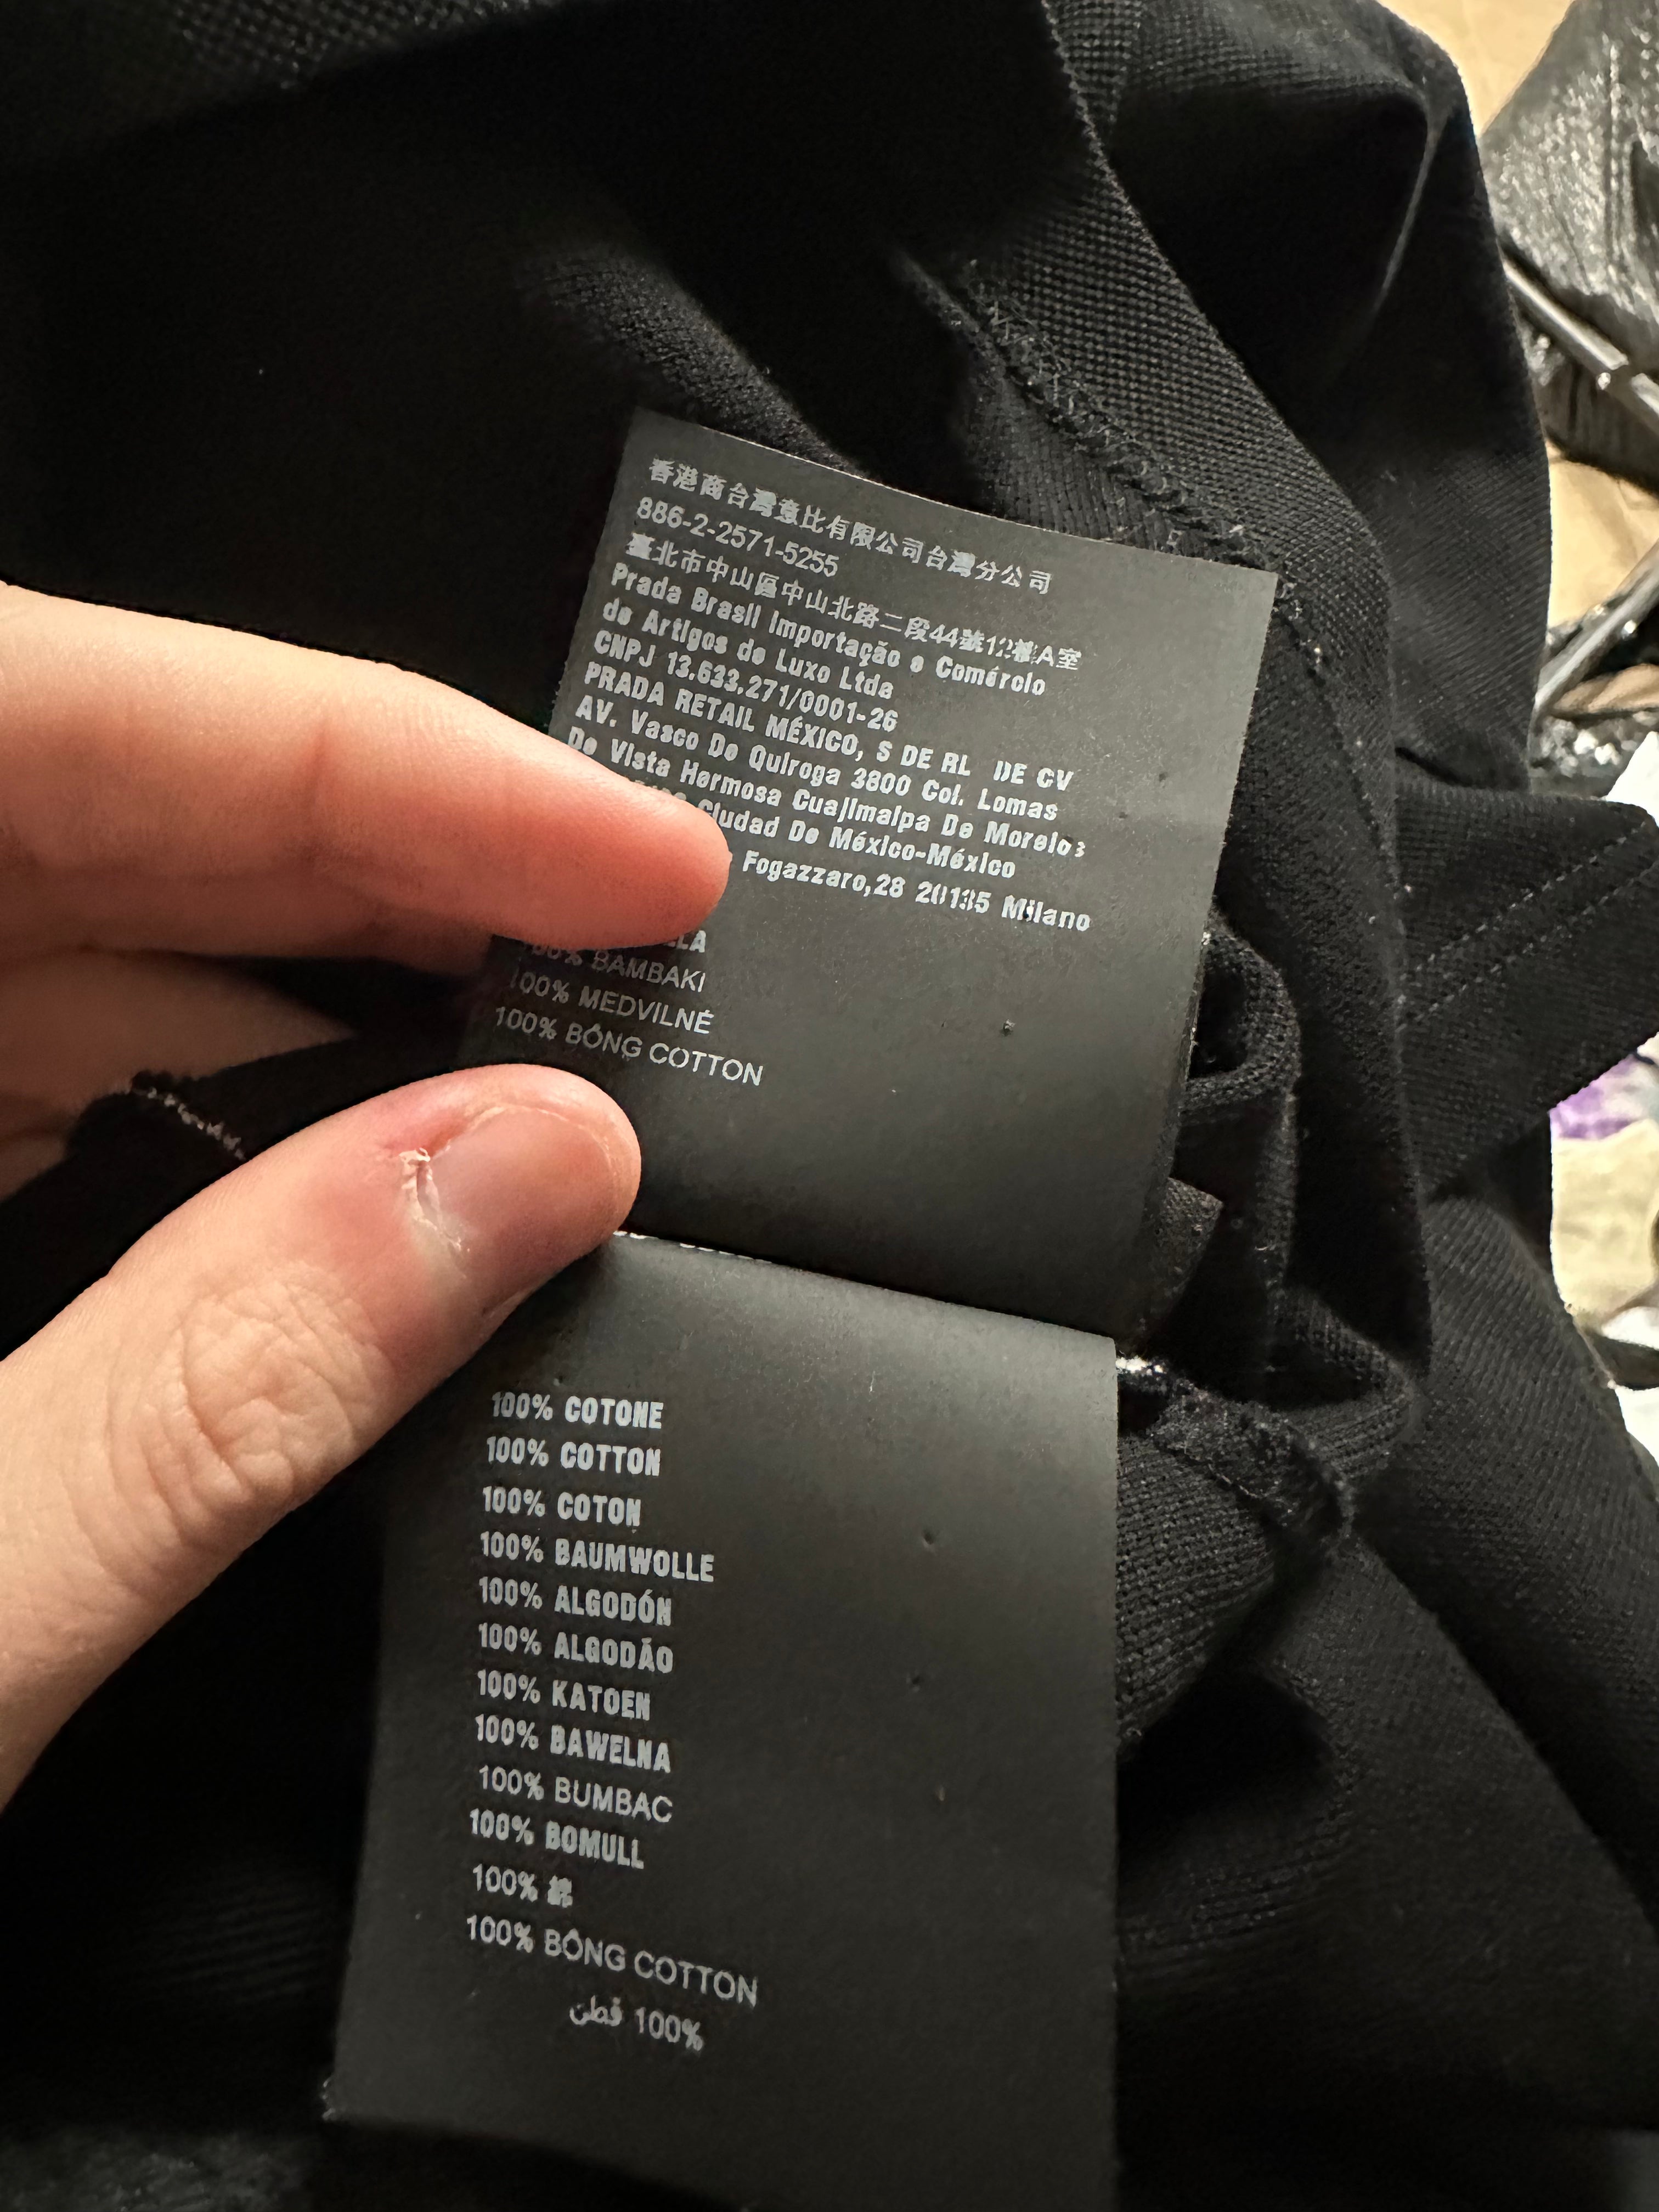 香港商台灣意比有限公司台灣分公司
886-2-2571-5255
臺北市中山區中山北路二段44號12樓A室
Prada Brasil Importação e Comércio
de Artigos de Luxo Ltda
CNPJ 13.633.271/0001-26
PRADA RETAIL MÉXICO, S DE RL DE CV
AV. Vasco De Quiroga 3800 Col. Lomas
De Vista Hermosa Cuajimalpa De Morelos
Ciudad De México-México
Fogazzaro,28 20135 Milano
100% BAMBAKI
100% MEDVILNĖ
100% BÔNG COTTON
100% COTONE
100% COTTON
100% COTON
100% BAUMWOLLE
100% ALGODÓN
100% ALGODÃO
100% KATOEN
100% BAWELNA
100% BUMBAC
100% BOMULL
100% 綿
100% BÔNG COTTON
100% قطن